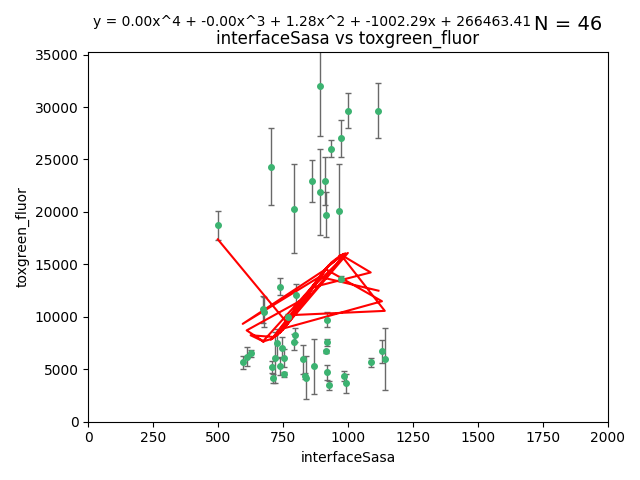 y = 0.00x^4 + -0.00x^3 + 1.28x^2 + -1002.29x + 266463.41 N = 46
interfaceSasa vs toxgreen_fluor
35000
30000
25000
20000
15000
10000
5000
0
toxgreen_fluor
0 250 500 750 1000 1250 1500 1750 2000
interfaceSasa